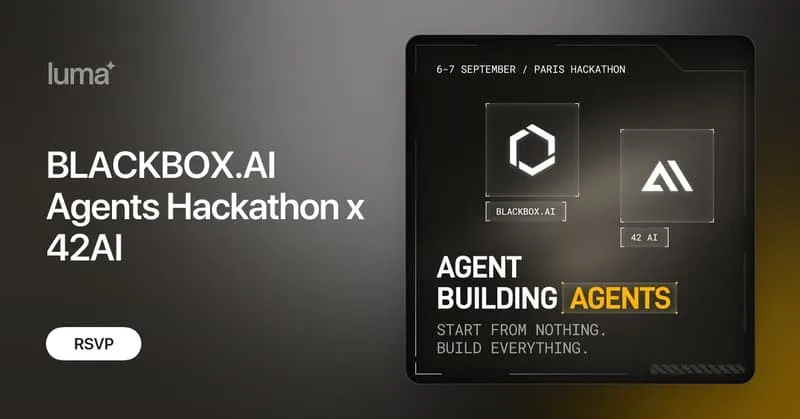 luma
BLACKBOX.AI
Agents Hackathon x
42AI
RSVP
6-7 SEPTEMBER / PARIS HACKATHON
BLACKBOX.AI
42 AI
AGENT
BUILDING AGENTS
START FROM NOTHING.
BUILD EVERYTHING.